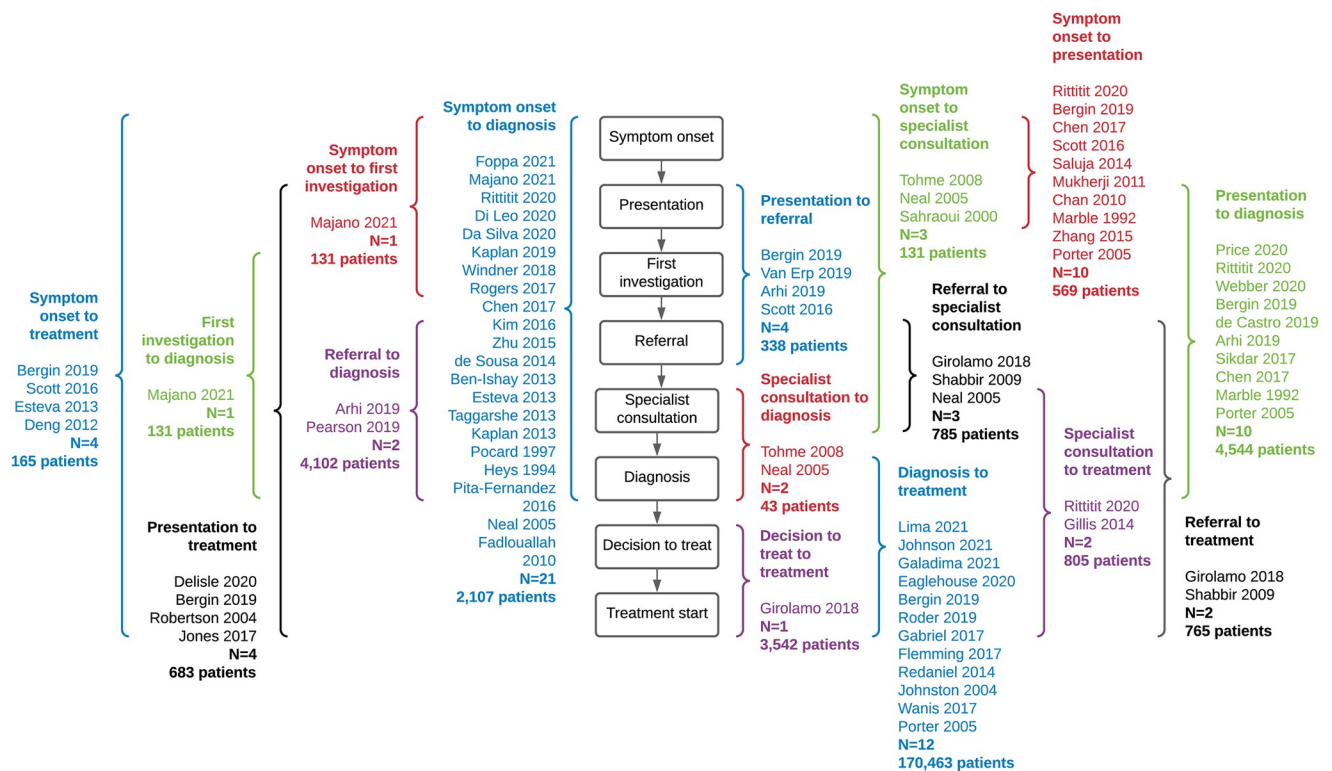 Symptom
onset to
treatment
Bergin 2019
Scott 2016
Esteva 2013
Deng 2012
N=4
165 patients
First
investigation
to diagnosis
Majano 2021
N=1
131 patients
Presentation to
treatment
Delisle 2020
Bergin 2019
Robertson 2004
Jones 2017
N=4
683 patients
Symptom
onset to first
investigation
Majano 2021
N=1
131 patients
Referral to
diagnosis
Arhi 2019
Pearson 2019
N=2
4,102 patients
Symptom onset
to diagnosis
Foppa 2021
Majano 2021
Rittitit 2020
Di Leo 2020
Da Silva 2020
Kaplan 2019
Windner 2018
Rogers 2017
Chen 2017
Kim 2016
Zhu 2015
de Sousa 2014
Ben-Ishay 2013
Esteva 2013
Taggarshe 2013
Kaplan 2013
Pocard 1997
Heys 1994
Pita-Fernandez
2016
Neal 2005
Fadlouallah
2010
N=21
2,107 patients
Symptom onset
Presentation
First
investigation
Referral
Specialist
consultation
Diagnosis
Decision to treat
Treatment start
Presentation to
referral
Bergin 2019
Van Erp 2019
Arhi 2019
Scott 2016
N=4
338 patients
Specialist
consultation to
diagnosis
Tohme 2008
Neal 2005
N=2
43 patients
Decision to
treat to
treatment
Girolamo 2018
N=1
3,542 patients
Symptom
onset to
specialist
consultation
Tohme 2008
Neal 2005
Sahraoui 2000
N=3
131 patients
Referral to
specialist
consultation
Girolamo 2018
Shabbir 2009
Neal 2005
N=3
785 patients
Diagnosis to
treatment
Lima 2021
Johnson 2021
Galadima 2021
Eaglehouse 2020
Bergin 2019
Roder 2019
Gabriel 2017
Flemming 2017
Redaniel 2014
Johnston 2004
Wanis 2017
Porter 2005
N=12
170,463 patients
Symptom
onset to
presentation
Rittitit 2020
Bergin 2019
Chen 2017
Scott 2016
Saluja 2014
Mukherji 2011
Chan 2010
Marble 1992
Zhang 2015
Porter 2005
N=10
569 patients
Specialist
consultation
to treatment
Rittitit 2020
Gillis 2014
N=2
805 patients
Presentation
to diagnosis
Price 2020
Rittitit 2020
Webber 2020
Bergin 2019
de Castro 2019
Arhi 2019
Sikdar 2017
Chen 2017
Marble 1992
Porter 2005
N=10
4,544 patients
Referral to
treatment
Girolamo 2018
Shabbir 2009
N=2
765 patients